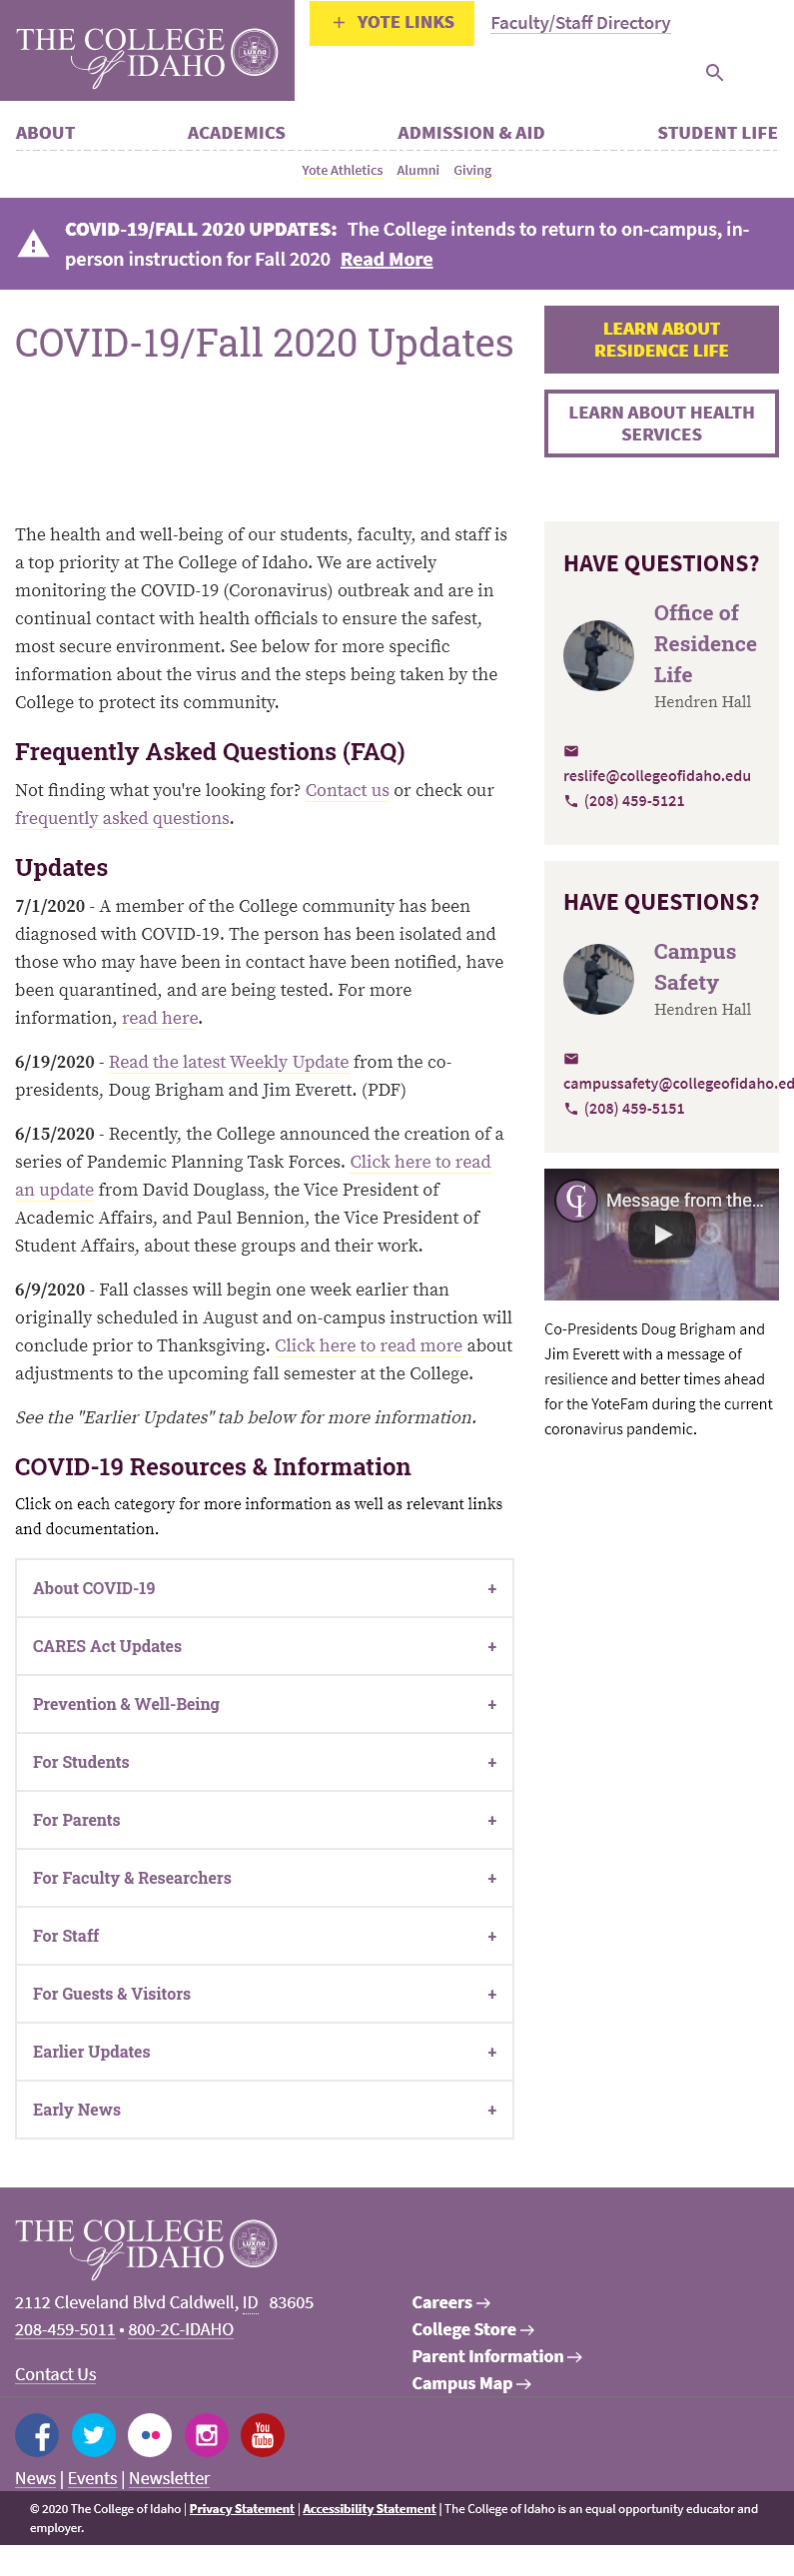 THE COLLEGE
of IDAHO
+ YOTE LINKS
Faculty/Staff Directory
ABOUT
ACADEMICS
ADMISSION & AID
STUDENT LIFE
Yote Athletics
Alumni
Giving
COVID-19/FALL 2020 UPDATES: The College intends to return to on-campus, in-
person instruction for Fall 2020 Read More
COVID-19/Fall 2020 Updates
LEARN ABOUT
RESIDENCE LIFE
LEARN ABOUT HEALTH
SERVICES
The health and well-being of our students, faculty, and staff is
a top priority at The College of Idaho. We are actively
monitoring the COVID-19 (Coronavirus) outbreak and are in
continual contact with health officials to ensure the safest,
most secure environment. See below for more specific
information about the virus and the steps being taken by the
College to protect its community.
Frequently Asked Questions (FAQ)
Not finding what you're looking for? Contact us or check our
frequently asked questions.
Updates
7/1/2020 - A member of the College community has been
diagnosed with COVID-19. The person has been isolated and
those who may have been in contact have been notified, have
been quarantined, and are being tested. For more
information, read here.
6/19/2020 - Read the latest Weekly Update from the co-
presidents, Doug Brigham and Jim Everett. (PDF)
6/15/2020 - Recently, the College announced the creation of a
series of Pandemic Planning Task Forces. Click here to read
an update from David Douglass, the Vice President of
Academic Affairs, and Paul Bennion, the Vice President of
Student Affairs, about these groups and their work.
6/9/2020 - Fall classes will begin one week earlier than
originally scheduled in August and on-campus instruction will
conclude prior to Thanksgiving. Click here to read more about
adjustments to the upcoming fall semester at the College.
See the "Earlier Updates" tab below for more information.
COVID-19 Resources & Information
Click on each category for more information as well as relevant links
and documentation.
About COVID-19 +
CARES Act Updates +
Prevention & Well-Being +
For Students +
For Parents +
For Faculty & Researchers +
For Staff +
For Guests & Visitors +
Earlier Updates +
Early News +
HAVE QUESTIONS?
Office of
Residence
Life
Hendren Hall
reslife@collegeofidaho.edu
(208) 459-5121
HAVE QUESTIONS?
Campus
Safety
Hendren Hall
campussafety@collegeofidaho.ed
(208) 459-5151
Message from the...
Co-Presidents Doug Brigham and
Jim Everett with a message of
resilience and better times ahead
for the YoteFam during the current
coronavirus pandemic.
THE COLLEGE
of IDAHO
2112 Cleveland Blvd Caldwell, ID 83605
208-459-5011 • 800-2C-IDAHO
Contact Us
Careers →
College Store →
Parent Information →
Campus Map →
You
Tube
News | Events | Newsletter
© 2020 The College of Idaho | Privacy Statement | Accessibility Statement | The College of Idaho is an equal opportunity educator and
employer.